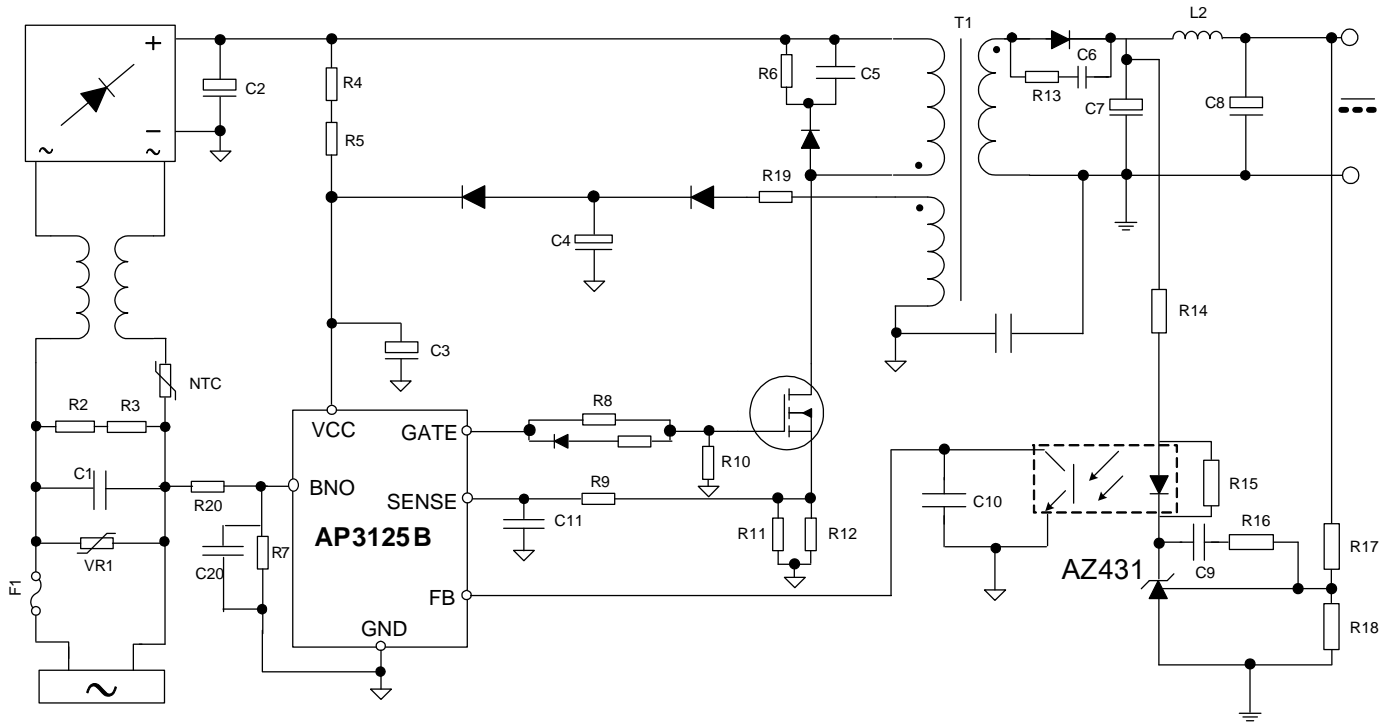 T1
L2
+
C2
R4
R6
C5
C6
R13
C7
C8
−
~
~
R5
R19
C4
R14
C3
NTC
R2
R3
VCC
GATE
R8
R10
C1
R20
BNO
SENSE
R9
C10
R15
AP3125B
C11
R11
R12
R16
R17
VR1
C20
R7
C9
AZ431
F1
FB
R18
GND
~